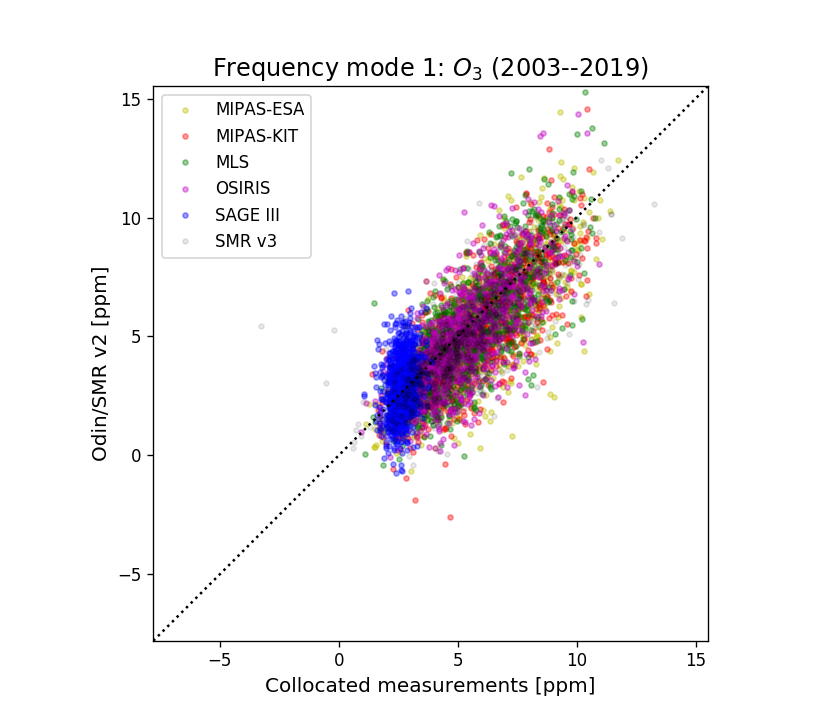 Frequency mode 1: O₃ (2003--2019)
MIPAS-ESA
MIPAS-KIT
MLS
OSIRIS
SAGE III
SMR v3
Odin/SMR v2 [ppm]
15
10
5
0
−5
−5
0
5
10
15
Collocated measurements [ppm]